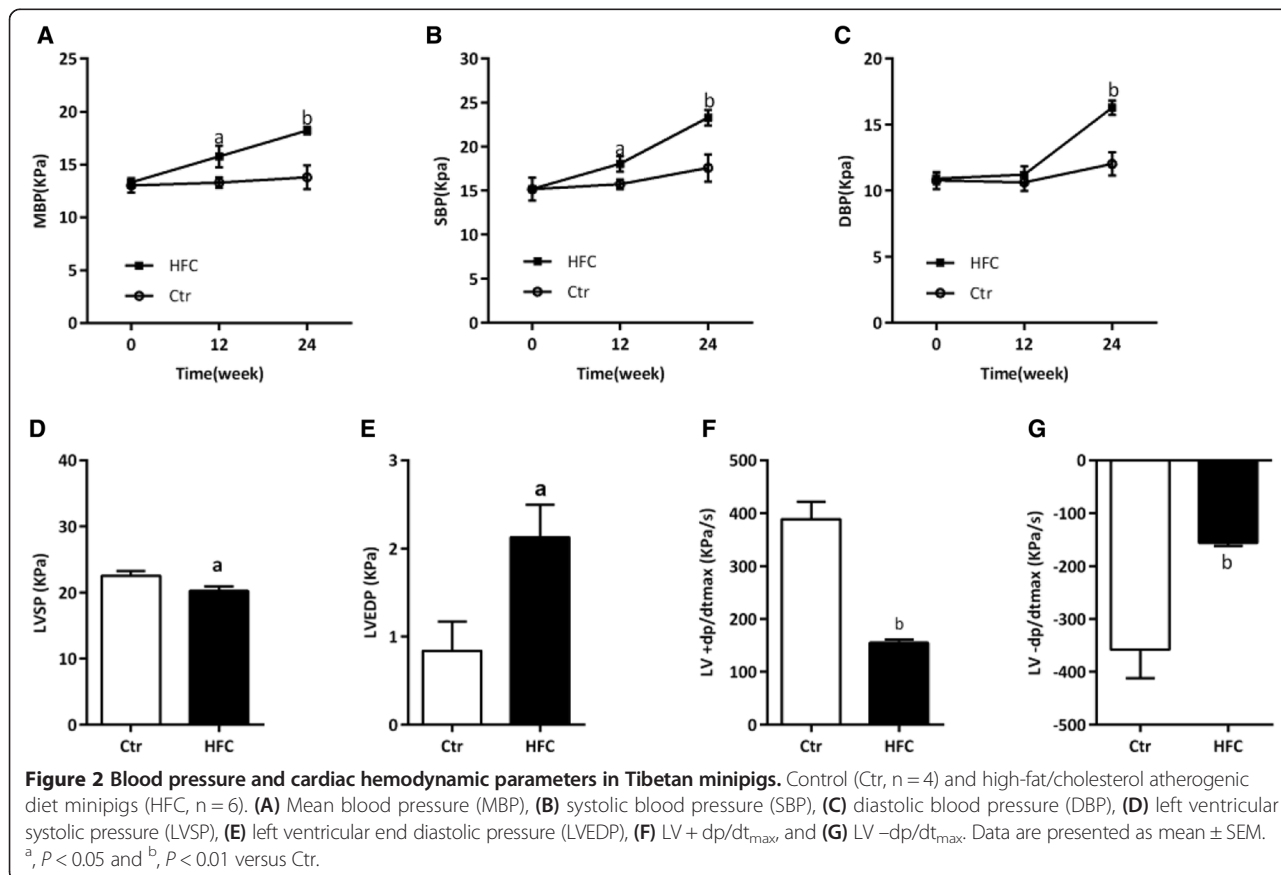 A
25
20
15
10
5
0
MBP(KPa)
a
b
HFC
Ctr
0 12 24
Time(week)
B
30
25
20
15
10
5
0
SBP(KPa)
a
b
HFC
Ctr
0 12 24
Time(week)
C
20
15
10
5
0
DBP(Kpa)
b
HFC
Ctr
0 12 24
Time(week)
D
40
30
20
10
0
LVSP (KPa)
a
Ctr HFC
E
3
2
1
0
LVEDP (KPa)
a
Ctr HFC
F
500
400
300
200
100
0
LV +dp/dtmax (KPa/s)
b
Ctr HFC
G
0
-100
-200
-300
-400
-500
LV -dp/dtmax (KPa/s)
b
Ctr HFC
Figure 2 Blood pressure and cardiac hemodynamic parameters in Tibetan minipigs. Control (Ctr, n = 4) and high-fat/cholesterol atherogenic
diet minipigs (HFC, n = 6). (A) Mean blood pressure (MBP), (B) systolic blood pressure (SBP), (C) diastolic blood pressure (DBP), (D) left ventricular
systolic pressure (LVSP), (E) left ventricular end diastolic pressure (LVEDP), (F) LV + dp/dtmax, and (G) LV –dp/dtmax. Data are presented as mean ± SEM.
a, P < 0.05 and b, P < 0.01 versus Ctr.